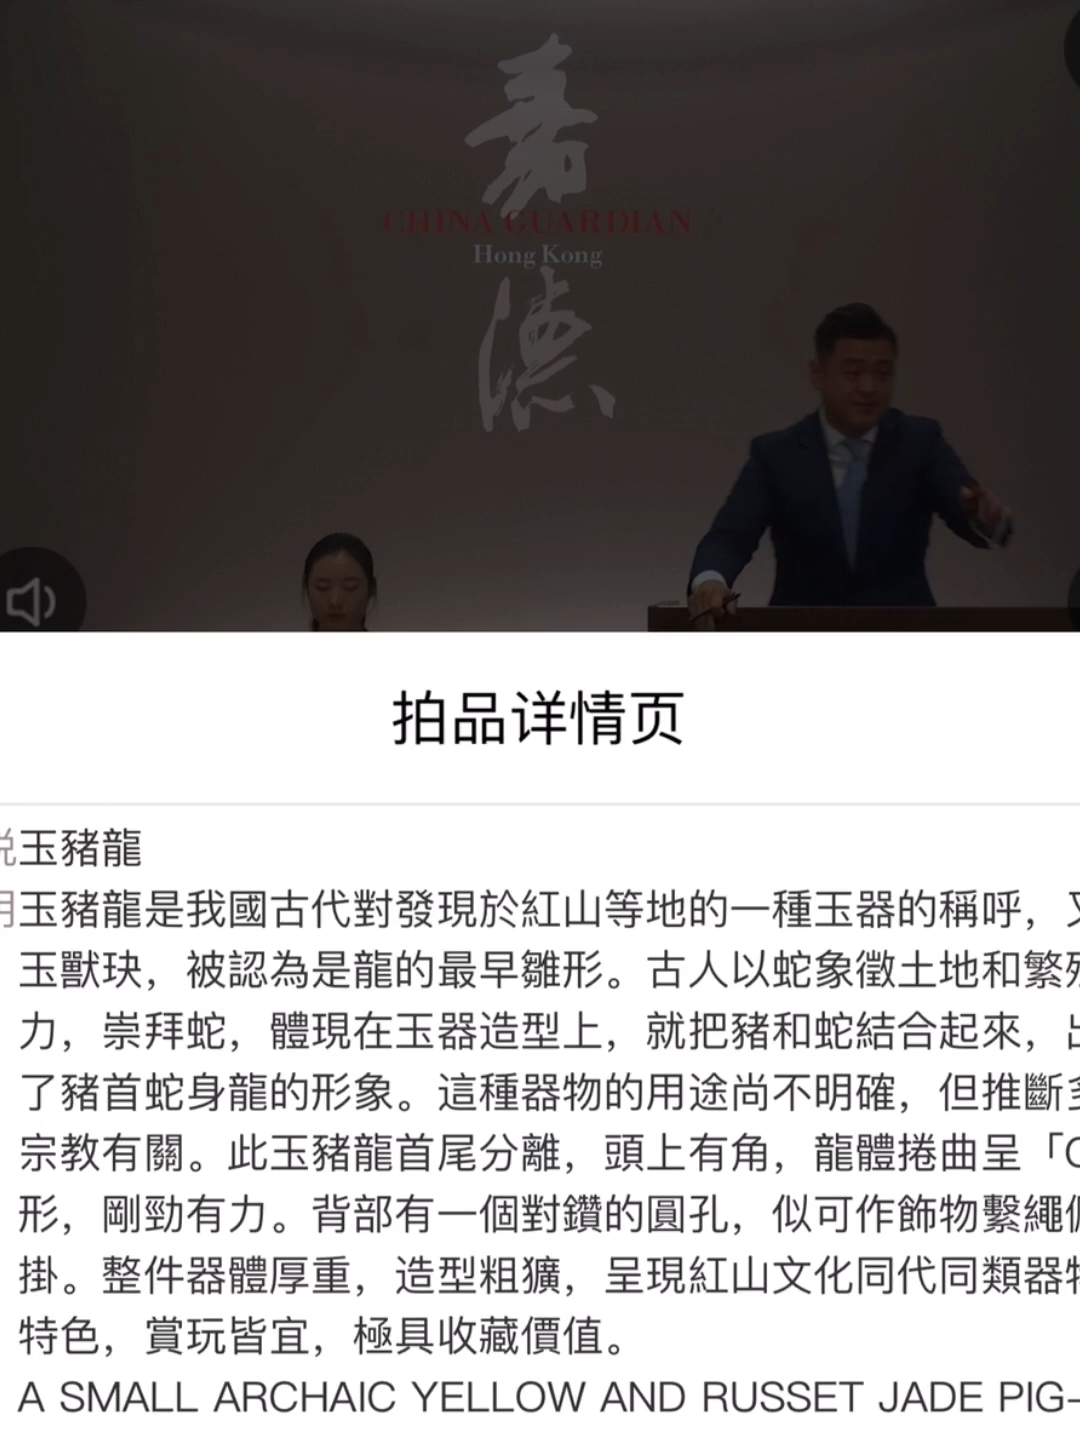 嘉
CHINA GUARDIAN
Hong Kong
德
拍品详情页
玉豬龍
玉豬龍是我國古代對發現於紅山等地的一種玉器的稱呼，又
玉獸玦，被認為是龍的最早雛形。古人以蛇象徵土地和繁殖
力，崇拜蛇，體現在玉器造型上，就把豬和蛇結合起來，出
了豬首蛇身龍的形象。這種器物的用途尚不明確，但推斷多
宗教有關。此玉豬龍首尾分離，頭上有角，龍體捲曲呈「C
形，剛勁有力。背部有一個對鑽的圓孔，似可作飾物繫繩佩
掛。整件器體厚重，造型粗獷，呈現紅山文化同代同類器物
特色，賞玩皆宜，極具收藏價值。
A SMALL ARCHAIC YELLOW AND RUSSET JADE PIG-